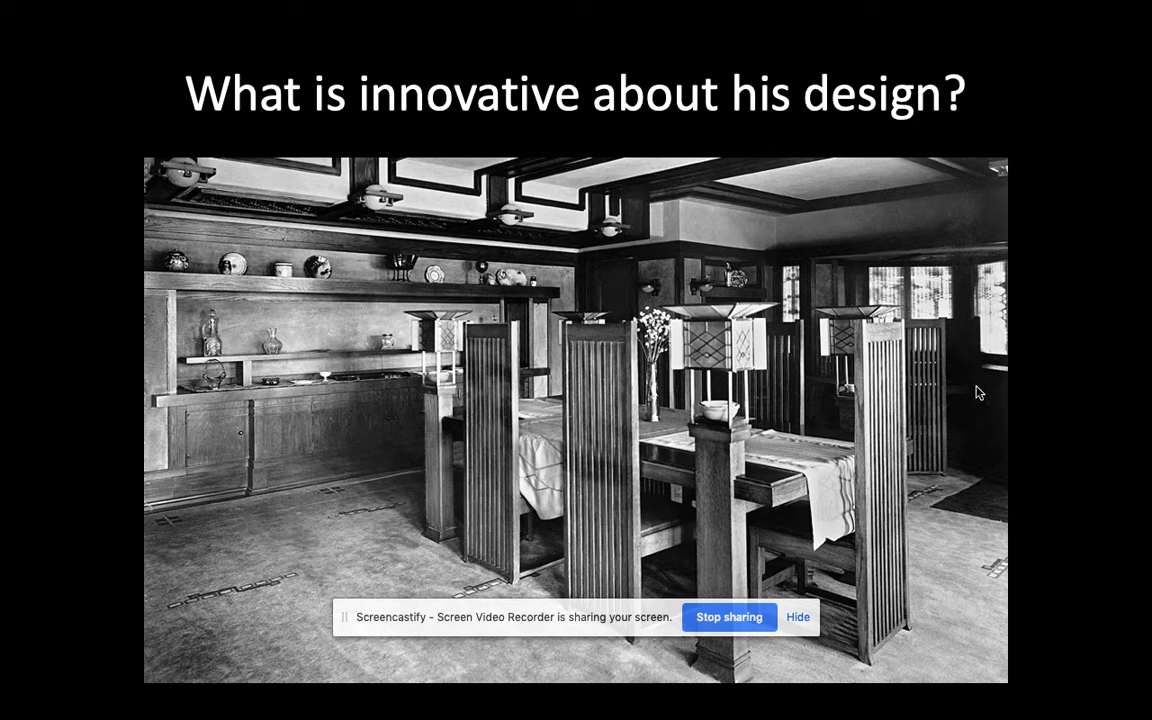 What is innovative about his design?
Screencastify - Screen Video Recorder is sharing your screen. Stop sharing Hide